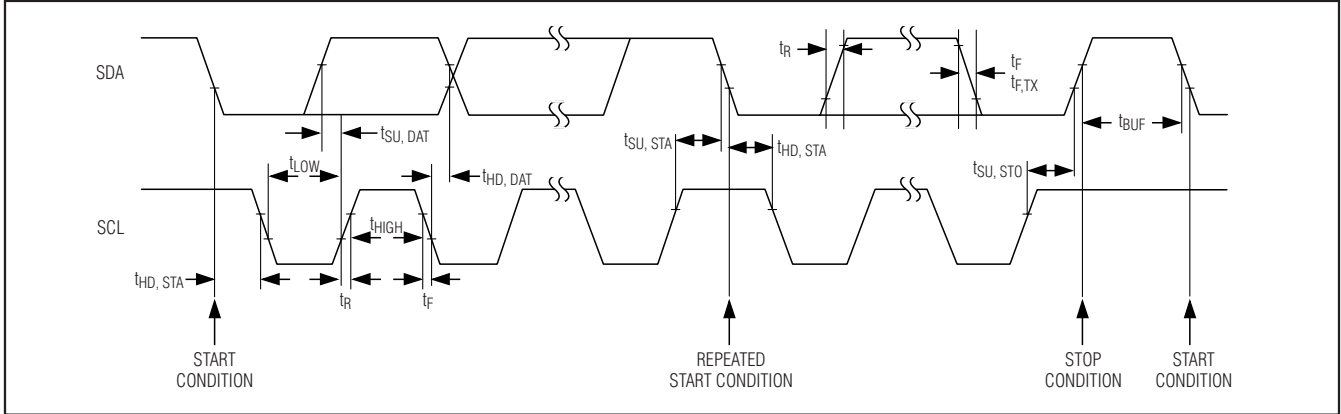 SDA
tR
tF
tF,TX
tSU, DAT
tSU, STA
tHD, STA
tBUF
tLOW
tHD, DAT
tSU, STO
SCL
tHIGH
tHD, STA
tR
tF
START
CONDITION
REPEATED
START CONDITION
STOP
CONDITION
START
CONDITION